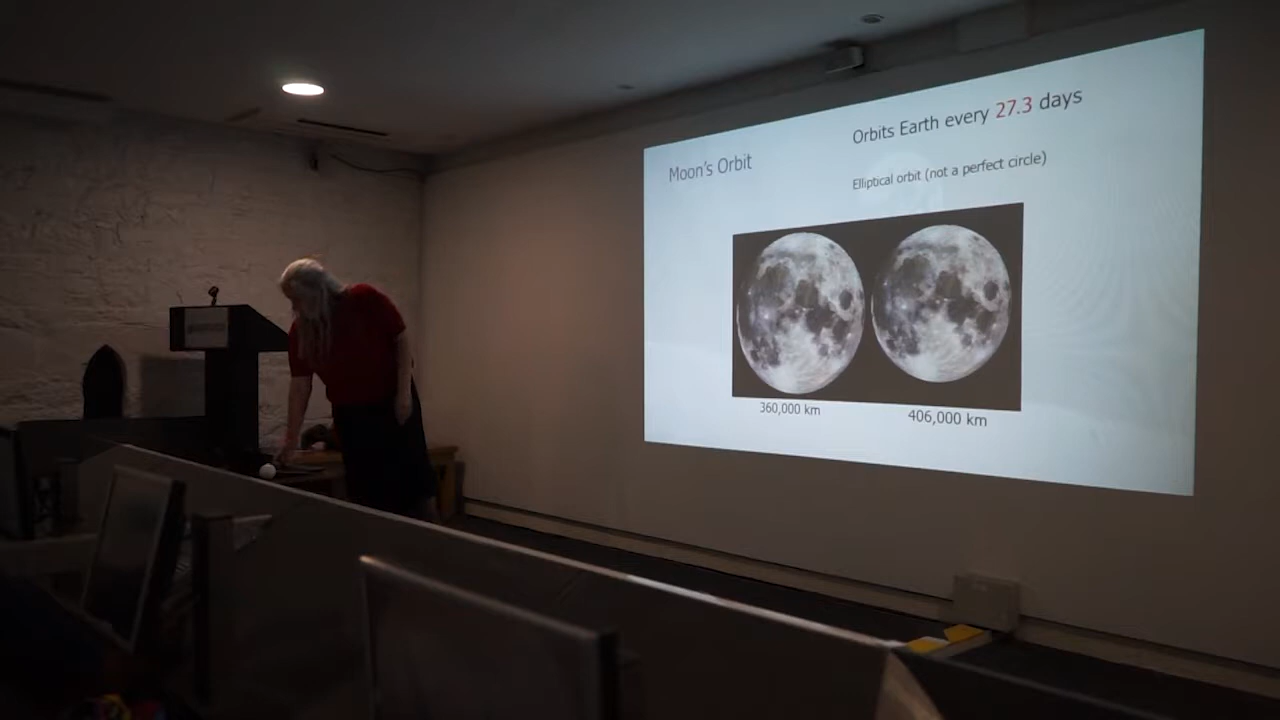 Moon's Orbit
Orbits Earth every 27.3 days
Elliptical orbit (not a perfect circle)
360,000 km
406,000 km